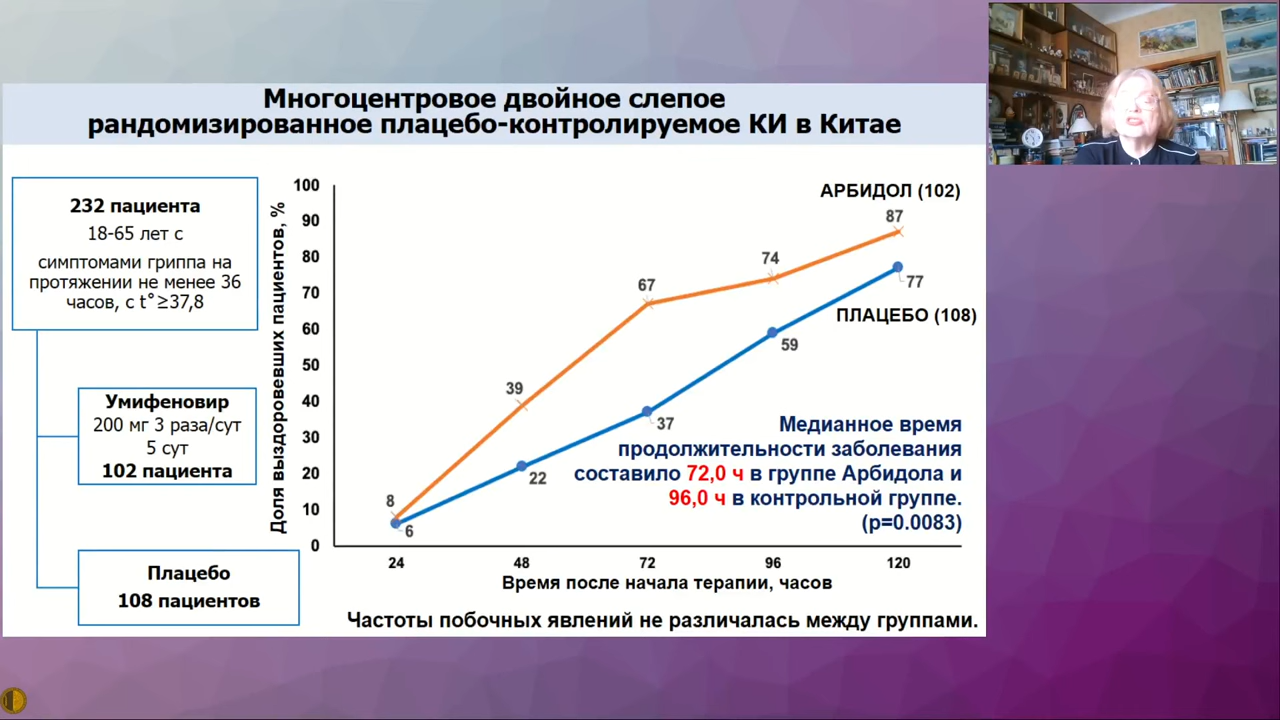 Многоцентровое двойное слепое
рандомизированное плацебо-контролируемое КИ в Китае
232 пациента
18-65 лет с
симптомами гриппа на
протяжении не менее 36
часов, с t˚≥37,8
Умифеновир
200 мг 3 раза/сут
5 сут
102 пациента
Плацебо
108 пациентов
Доля выздоровевших пациентов, %
100
90
80
70
60
50
40
30
20
10
0
АРБИДОЛ (102)
87
74
67
39
8
77
ПЛАЦЕБО (108)
59
37
22
6
Медианное время
продолжительности заболевания
составило 72,0 ч в группе Арбидола и
96,0 ч в контрольной группе.
(p=0.0083)
24 48 72 96 120
Время после начала терапии, часов
Частоты побочных явлений не различалась между группами.